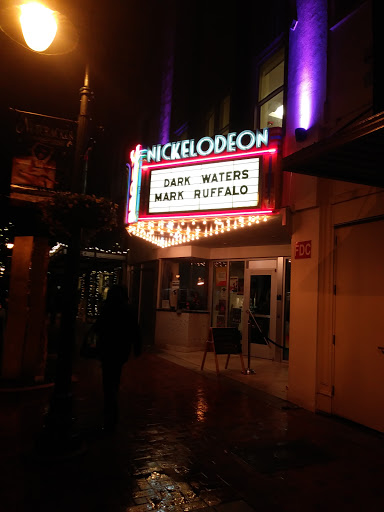 NICKELODEON
DARK WATERS
MARK RUFFALO
FDC